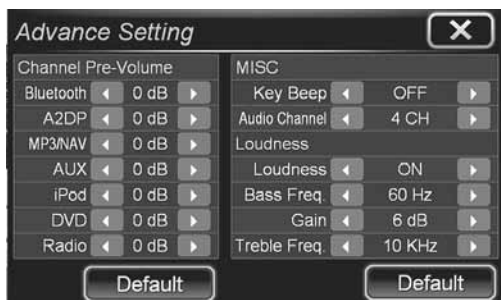 Advance Setting
Channel Pre-Volume
Bluetooth 0 dB
A2DP 0 dB
MP3/NAV 0 dB
AUX 0 dB
iPod 0 dB
DVD 0 dB
Radio 0 dB
Default
MISC
Key Beep OFF
Audio Channel 4 CH
Loudness
Loudness ON
Bass Freq. 60 Hz
Gain 6 dB
Treble Freq. 10 KHz
Default